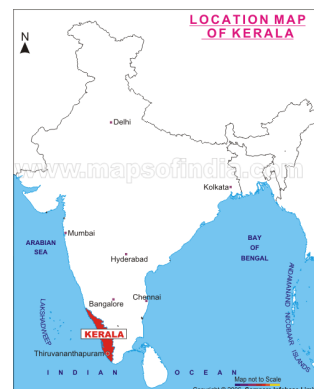 LOCATION MAP
OF KERALA
N
Delhi
www.mapsofindia.com
Kolkata
Mumbai
ARABIAN
SEA
BAY
OF
BENGAL
Hyderabad
ANDAMAN AND NICOBAR ISLANDS
LAKSHADWEEP
Bangalore
Chennai
KERALA
Thiruvananthapuram
INDIAN OCEAN
Map not to Scale